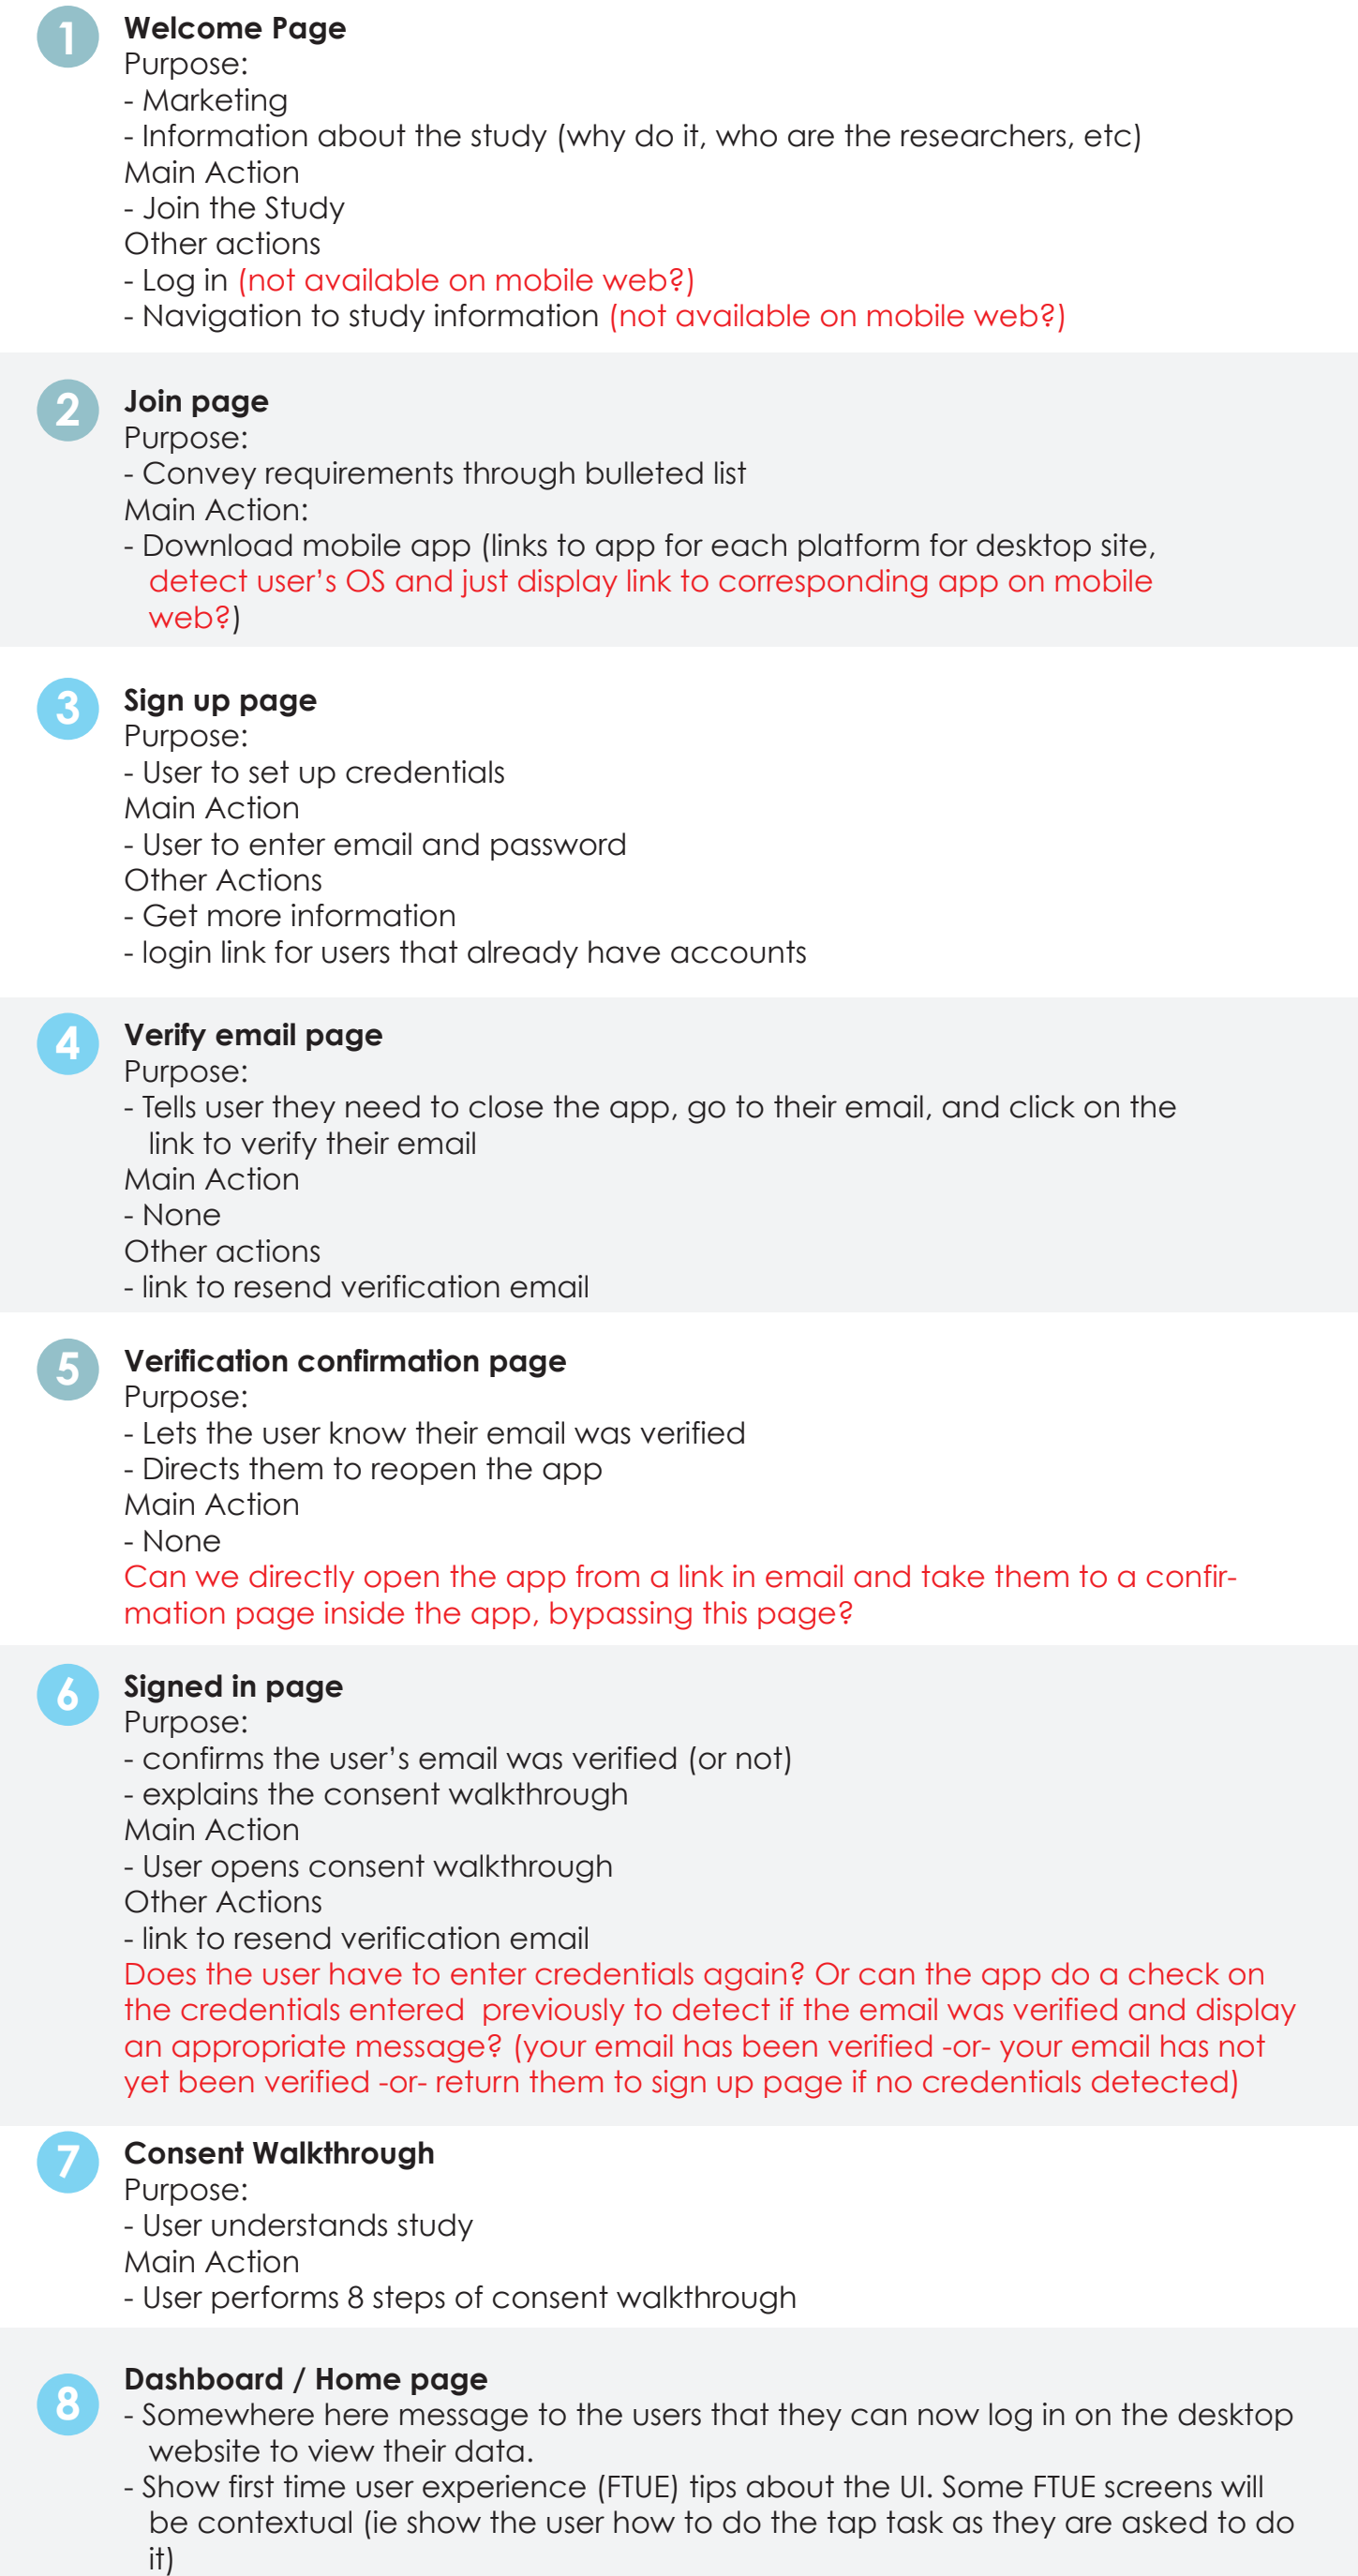 1
Welcome Page
Purpose:
- Marketing
- Information about the study (why do it, who are the researchers, etc)
Main Action
- Join the Study
Other actions
- Log in (not available on mobile web?)
- Navigation to study information (not available on mobile web?)
2
Join page
Purpose:
- Convey requirements through bulleted list
Main Action:
- Download mobile app (links to app for each platform for desktop site,
detect user’s OS and just display link to corresponding app on mobile
web?)
3
Sign up page
Purpose:
- User to set up credentials
Main Action
- User to enter email and password
Other Actions
- Get more information
- login link for users that already have accounts
4
Verify email page
Purpose:
- Tells user they need to close the app, go to their email, and click on the
link to verify their email
Main Action
- None
Other actions
- link to resend verification email
5
Verification confirmation page
Purpose:
- Lets the user know their email was verified
- Directs them to reopen the app
Main Action
- None
Can we directly open the app from a link in email and take them to a confir-
mation page inside the app, bypassing this page?
6
Signed in page
Purpose:
- confirms the user’s email was verified (or not)
- explains the consent walkthrough
Main Action
- User opens consent walkthrough
Other Actions
- link to resend verification email
Does the user have to enter credentials again? Or can the app do a check on
the credentials entered  previously to detect if the email was verified and display
an appropriate message? (your email has been verified -or- your email has not
yet been verified -or- return them to sign up page if no credentials detected)
7
Consent Walkthrough
Purpose:
- User understands study
Main Action
- User performs 8 steps of consent walkthrough
8
Dashboard / Home page
- Somewhere here message to the users that they can now log in on the desktop
website to view their data.
- Show first time user experience (FTUE) tips about the UI. Some FTUE screens will
be contextual (ie show the user how to do the tap task as they are asked to do
it)